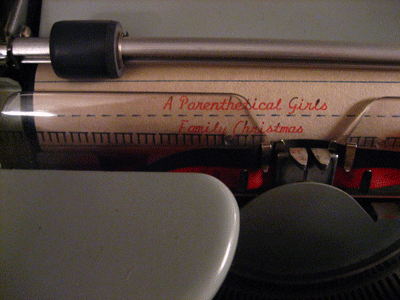 A Parenthetical Girls
Family Christmas